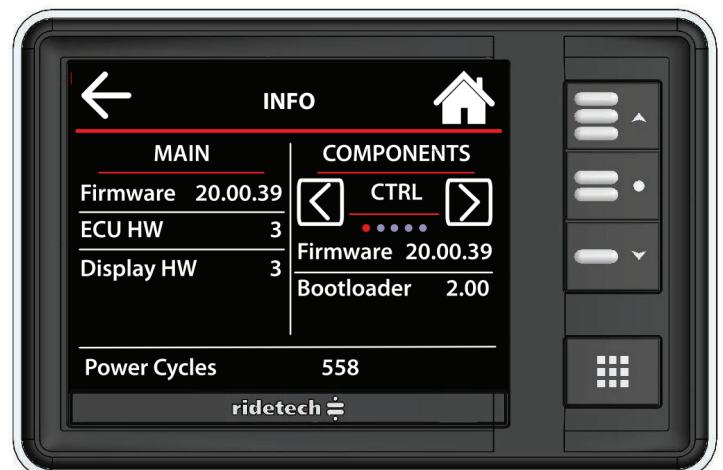 INFO
MAIN
Firmware 20.00.39
ECU HW 3
Display HW 3
COMPONENTS
CTRL
Firmware 20.00.39
Bootloader 2.00
Power Cycles 558
ridetech